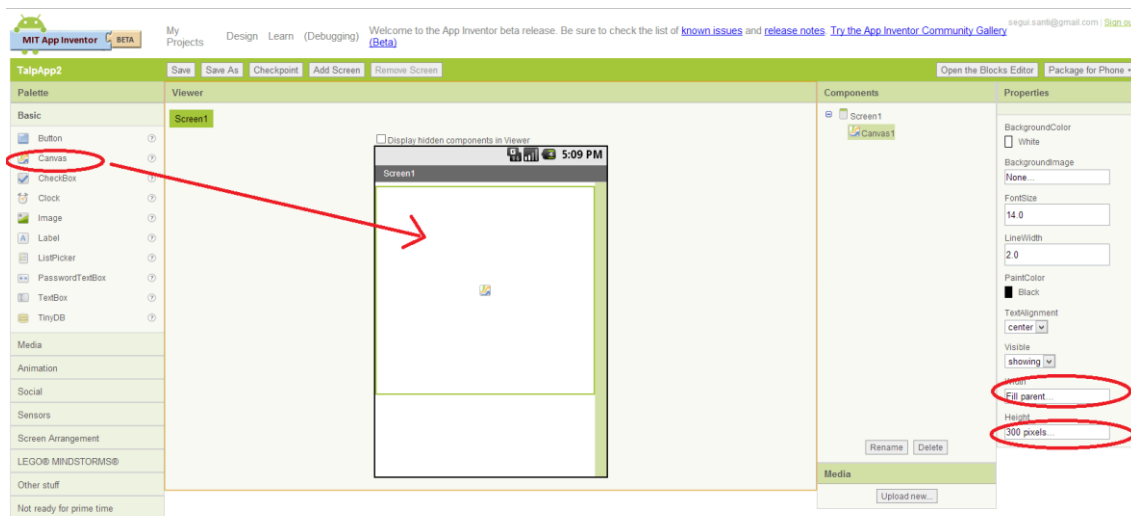 segui.santi@gmail.com | Sign ou
MIT App Inventor BETA
My Projects
Design Learn (Debugging)
Welcome to the App Inventor beta release. Be sure to check the list of known issues and release notes. Try the App Inventor Community Gallery
(Beta)
TalpApp2
Save Save As Checkpoint Add Screen Remove Screen
Open the Blocks Editor Package for Phone
Palette
Basic
Button
Canvas
CheckBox
Clock
Image
Label
ListPicker
PasswordTextBox
TextBox
TinyDB
Media
Animation
Social
Sensors
Screen Arrangement
LEGO® MINDSTORMS®
Other stuff
Not ready for prime time
Viewer
Screen1
Display hidden components in Viewer
5:09 PM
Screen1
Components
Screen1
Canvas1
Rename Delete
Media
Upload new...
Properties
BackgroundColor
White
BackgroundImage
None...
FontSize
14.0
LineWidth
2.0
PaintColor
Black
TextAlignment
center
Visible
showing
Width
Fill parent...
Height
300 pixels...